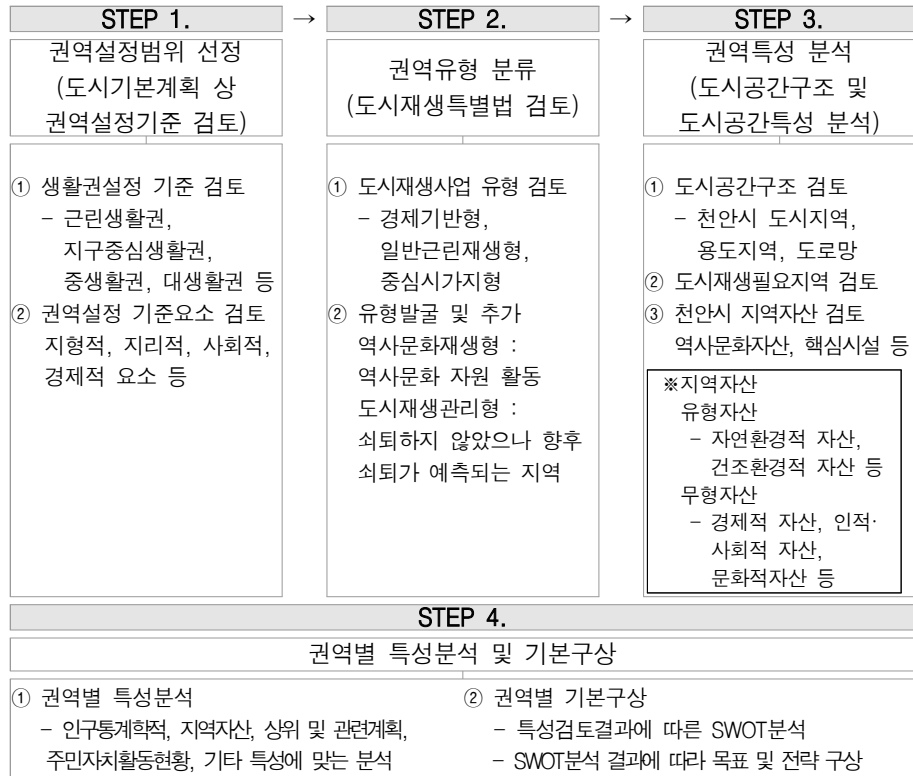 STEP 1.
→
STEP 2.
→
STEP 3.
권역설정범위 선정
(도시기본계획 상
권역설정기준 검토)
권역유형 분류
(도시재생특별법 검토)
권역특성 분석
(도시공간구조 및
도시공간특성 분석)
① 생활권설정 기준 검토
- 근린생활권,
지구중심생활권,
중생활권, 대생활권 등
② 권역설정 기준요소 검토
지형적, 지리적, 사회적,
경제적 요소 등
① 도시재생사업 유형 검토
- 경제기반형,
일반근린재생형,
중심시가지형
② 유형발굴 및 추가
역사문화재생형 :
역사문화 자원 활동
도시재생관리형 :
쇠퇴하지 않았으나 향후
쇠퇴가 예측되는 지역
① 도시공간구조 검토
- 천안시 도시지역,
용도지역, 도로망
② 도시재생필요지역 검토
③ 천안시 지역자산 검토
역사문화자산, 핵심시설 등
※지역자산
유형자산
- 자연환경적 자산,
건조환경적 자산 등
무형자산
- 경제적 자산, 인적·
사회적 자산,
문화적자산 등
STEP 4.
권역별 특성분석 및 기본구상
① 권역별 특성분석
- 인구통계학적, 지역자산, 상위 및 관련계획,
주민자치활동현황, 기타 특성에 맞는 분석
② 권역별 기본구상
- 특성검토결과에 따른 SWOT분석
- SWOT분석 결과에 따라 목표 및 전략 구상